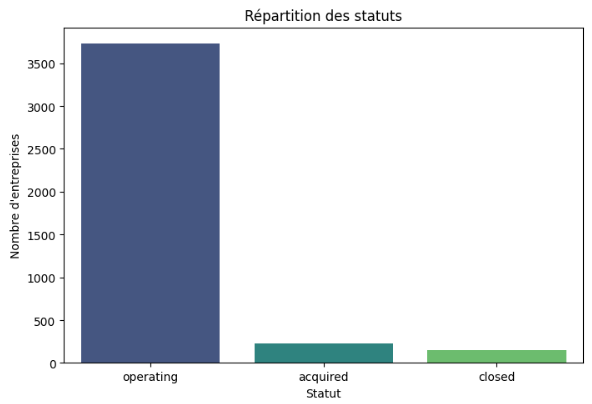 Répartition des statuts
Nombre d'entreprises
3500
3000
2500
2000
1500
1000
500
0
operating acquired closed
Statut